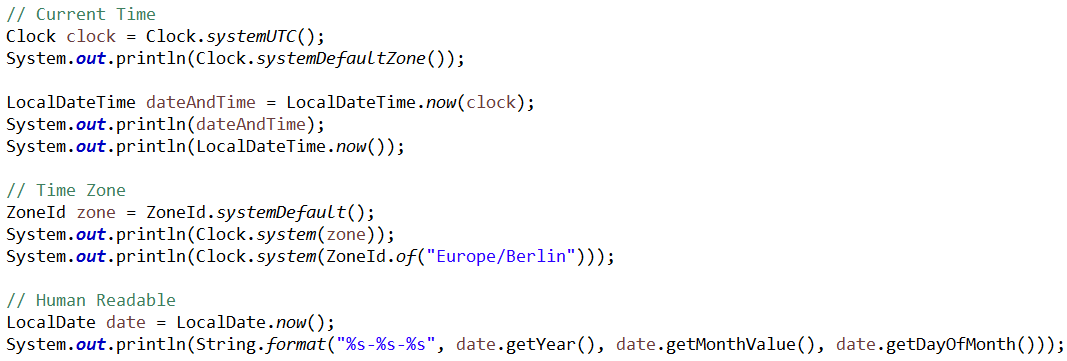 // Current Time
Clock clock = Clock.systemUTC();
System.out.println(Clock.systemDefaultZone());
LocalDateTime dateAndTime = LocalDateTime.now(clock);
System.out.println(dateAndTime);
System.out.println(LocalDateTime.now());
// Time Zone
ZoneId zone = ZoneId.systemDefault();
System.out.println(Clock.system(zone));
System.out.println(Clock.system(ZoneId.of("Europe/Berlin")));
// Human Readable
LocalDate date = LocalDate.now();
System.out.println(String.format("%s-%s-%s", date.getYear(), date.getMonthValue(), date.getDayOfMonth()));